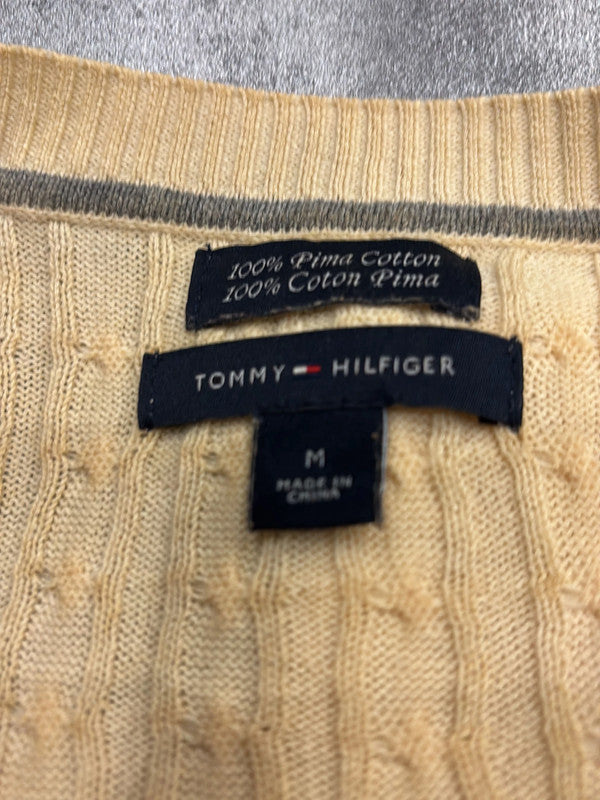 100% Pima Cotton
100% Coton Pima
TOMMY HILFIGER
M
MADE IN
CHINA